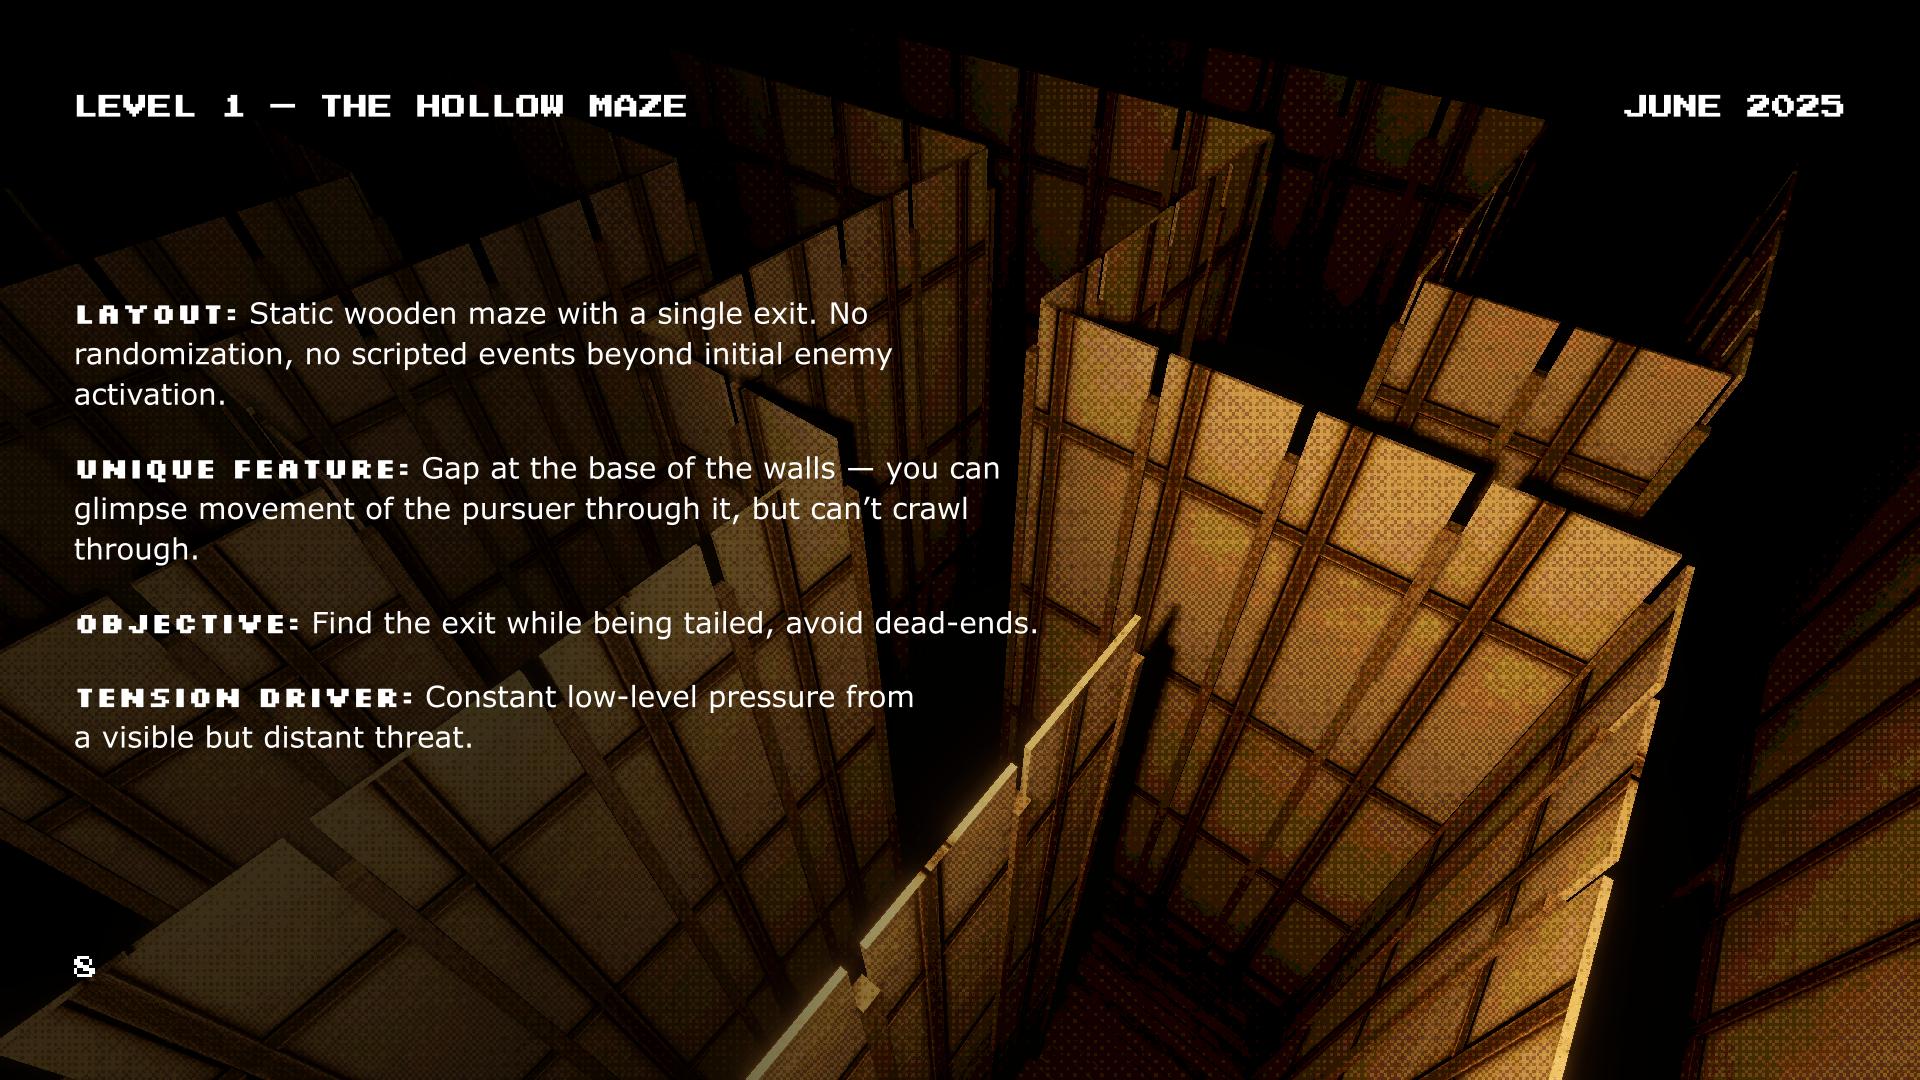 LEVEL 1 — THE HOLLOW MAZE
JUNE 2025
LAYOUT: Static wooden maze with a single exit. No
randomization, no scripted events beyond initial enemy
activation.
UNIQUE FEATURE: Gap at the base of the walls — you can
glimpse movement of the pursuer through it, but can’t crawl
through.
OBJECTIVE: Find the exit while being tailed, avoid dead-ends.
TENSION DRIVER: Constant low-level pressure from
a visible but distant threat.
8